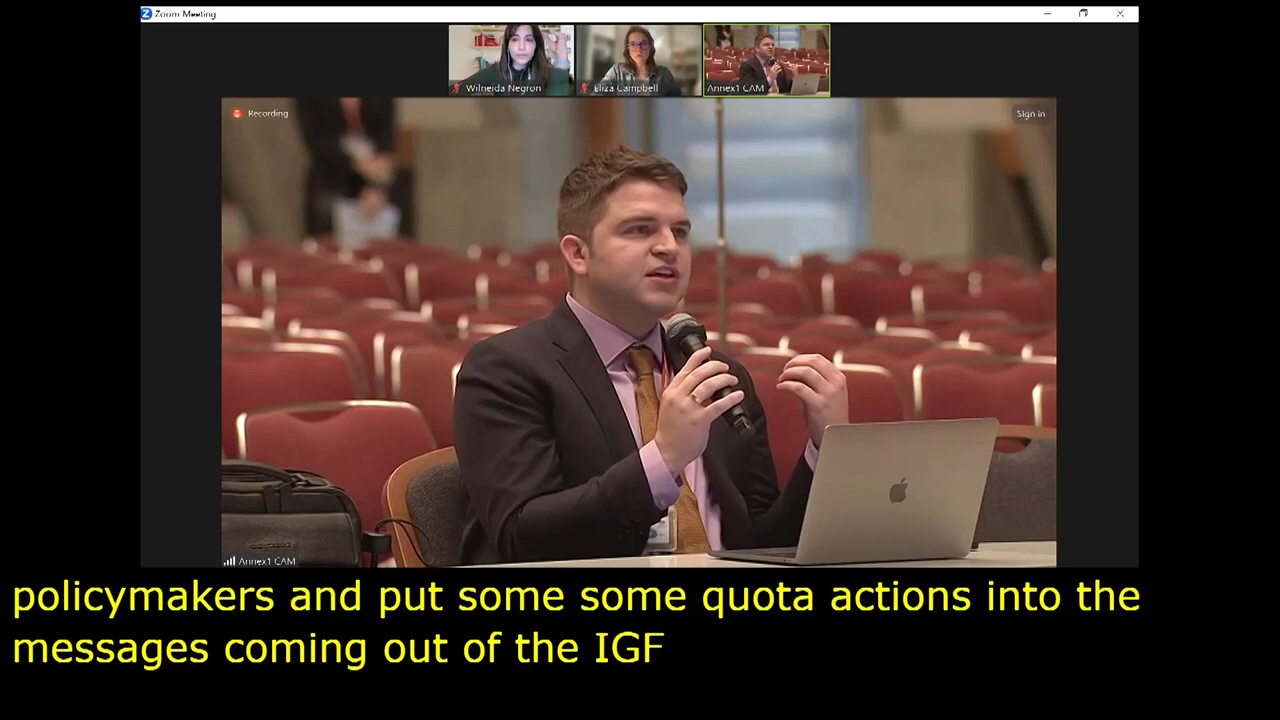 Zoom Meeting
Wilneida Negron
Eliza Campbell
Annex1 CAM
Recording
Sign in
Annex1 CAM
policymakers and put some some quota actions into the
messages coming out of the IGF